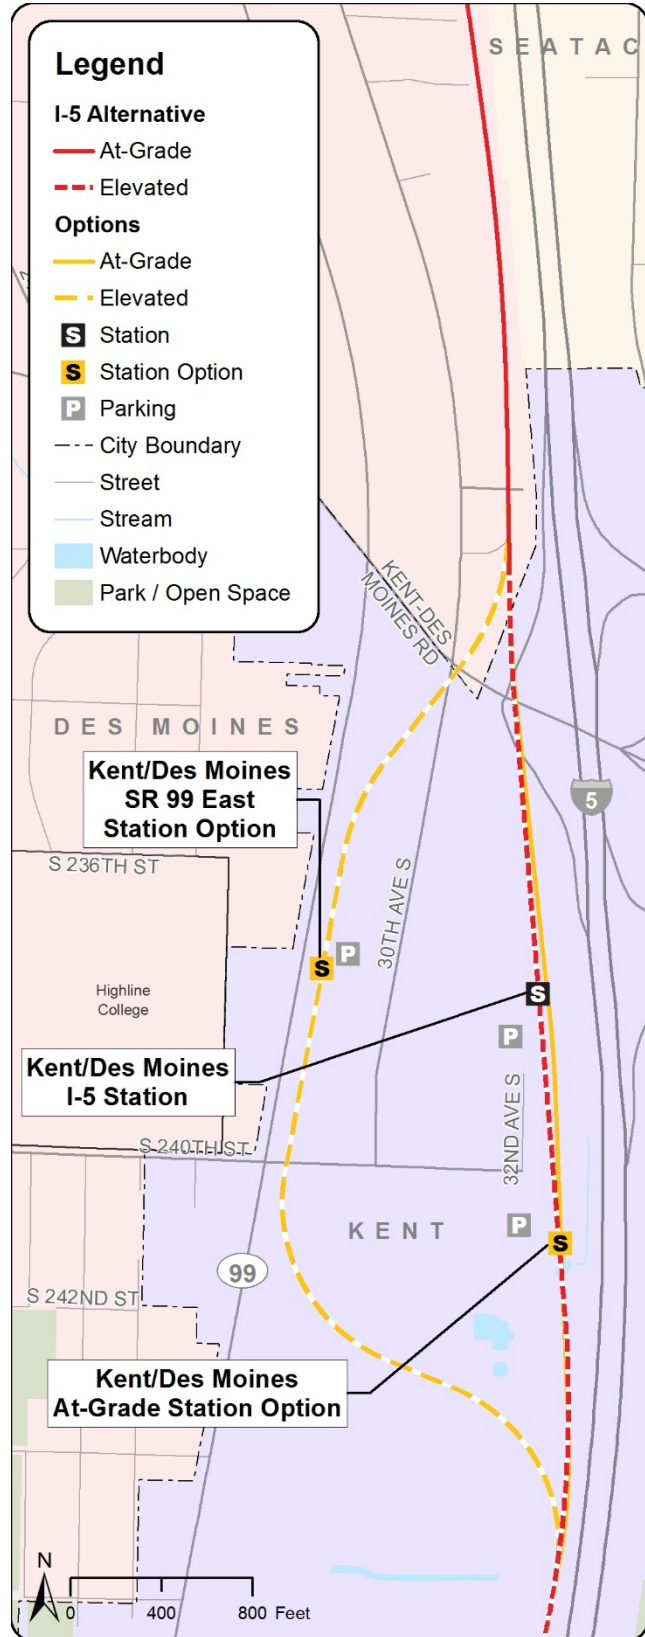 SEATAC
Legend
I-5 Alternative
At-Grade
Elevated
Options
At-Grade
Elevated
S Station
S Station Option
P Parking
City Boundary
Street
Stream
Waterbody
Park / Open Space
KENT-DES
MOINES RD
DES MOINES
Kent/Des Moines
SR 99 East
Station Option
5
S 236TH ST
30TH AVE S
P
S
Highline
College
S
P
Kent/Des Moines
I-5 Station
32ND AVE S
S 240TH ST
P
KENT
S
99
S 242ND ST
Kent/Des Moines
At-Grade Station Option
N
0 400 800 Feet